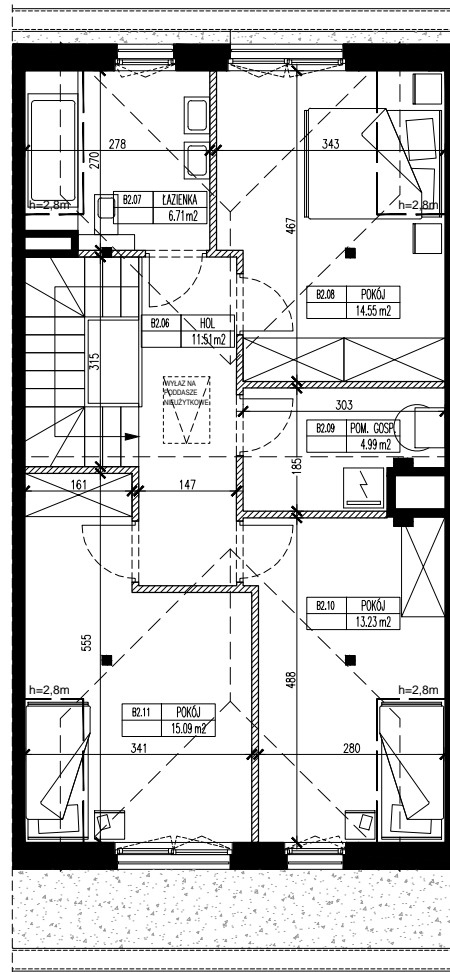 278
270
343
h=2,8m
B2.07 ŁAZIENKA
6.71m2
h=2,8m
467
B2.08 POKÓJ
14.55 m2
B2.06 HOL
11.51 m2
315
WYŁAZ NA
PODDASZE
NIEUŻYTKOWE
303
B2.09 POM. GOSP.
4.99 m2
185
161
147
B2.10 POKÓJ
13.23 m2
555
488
h=2,8m
h=2,8m
B2.11 POKÓJ
15.09 m2
341
280